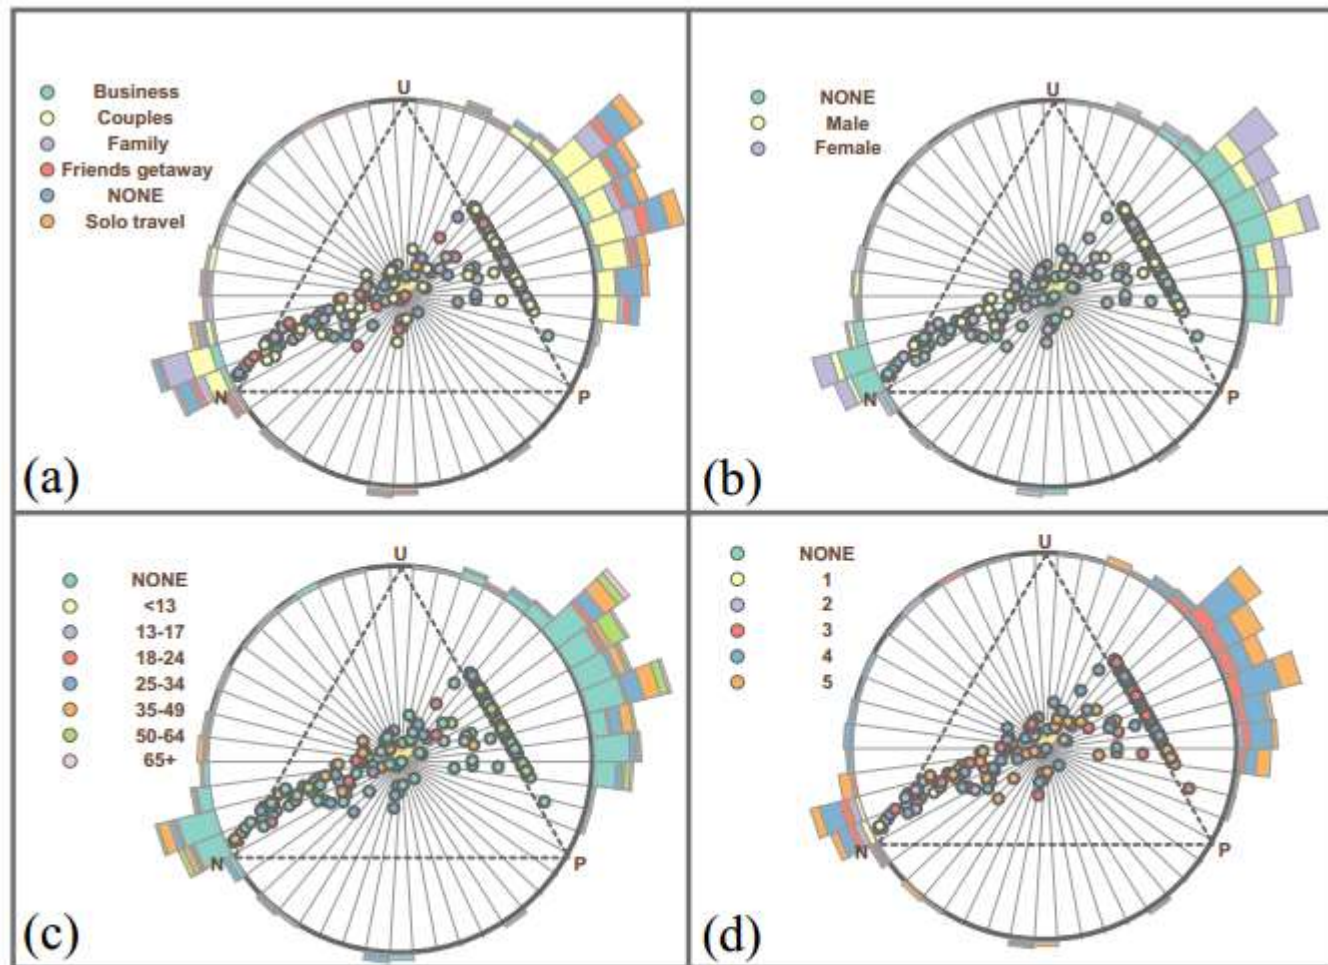 U
Business
Couples
Family
Friends getaway
NONE
Solo travel
N
P
(a)
U
NONE
Male
Female
N
P
(b)
U
NONE
<13
13-17
18-24
25-34
35-49
50-64
65+
N
P
(c)
U
NONE
1
2
3
4
5
N
P
(d)